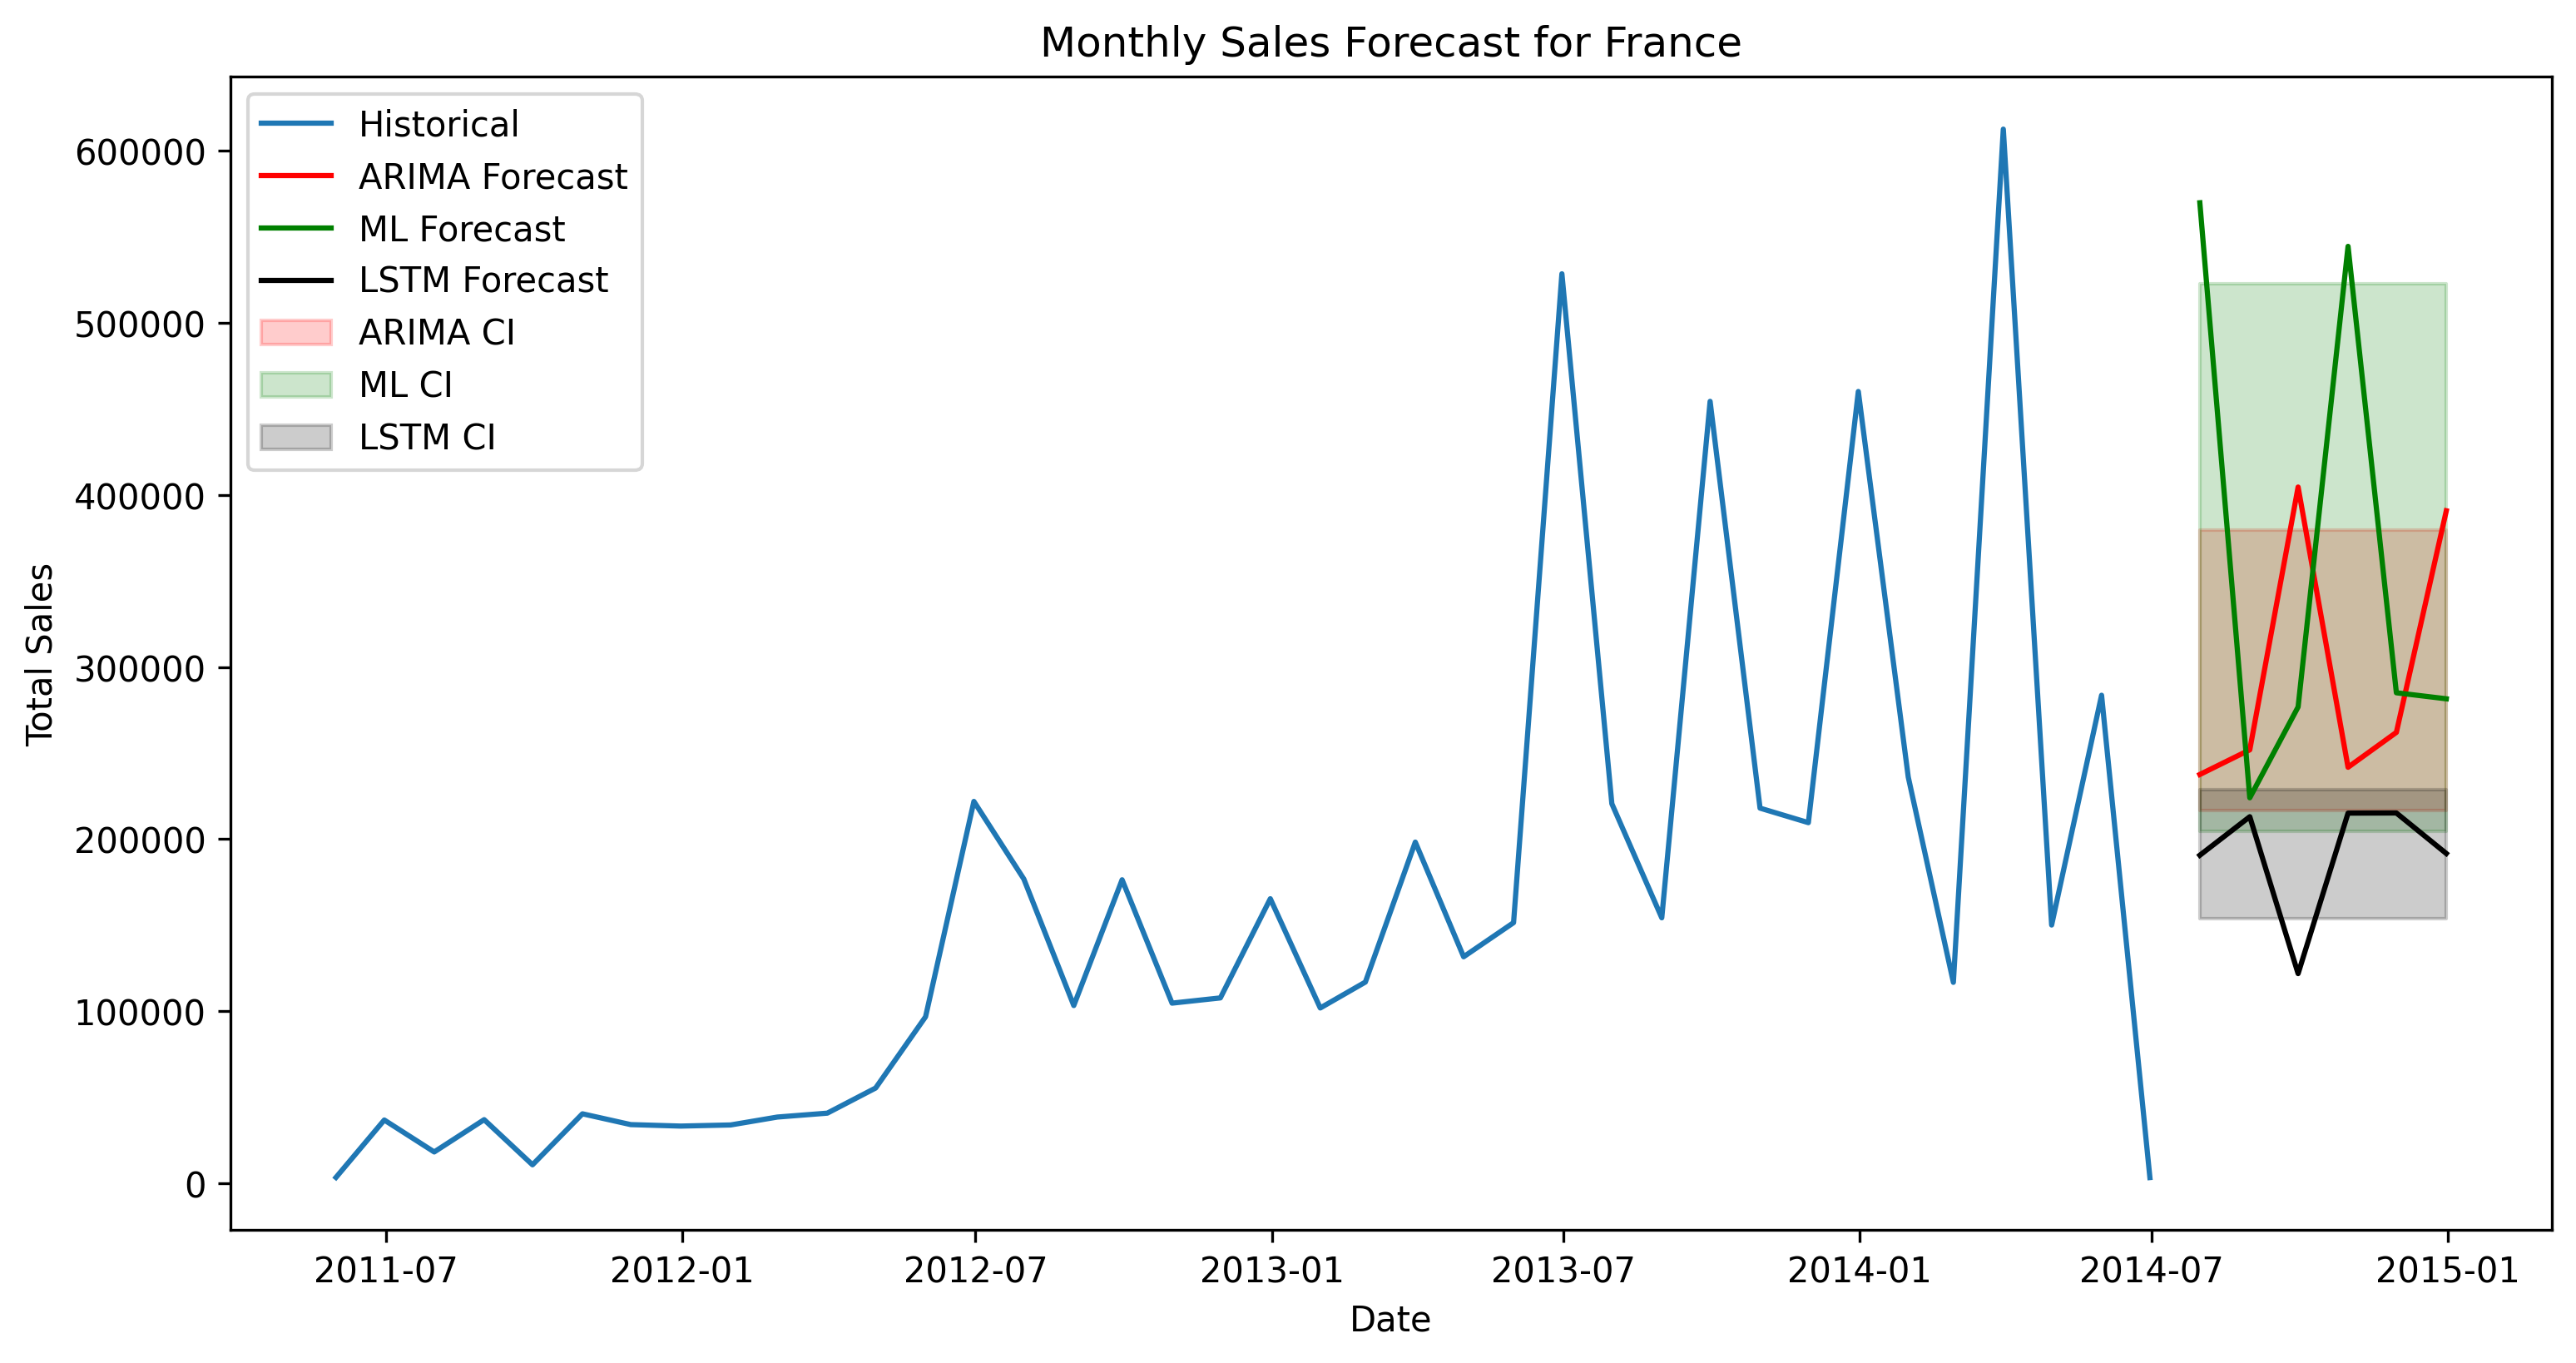 Monthly Sales Forecast for France
Historical
ARIMA Forecast
ML Forecast
LSTM Forecast
ARIMA CI
ML CI
LSTM CI
600000
500000
400000
300000
200000
100000
0
Total Sales
2011-07 2012-01 2012-07 2013-01 2013-07 2014-01 2014-07 2015-01
Date